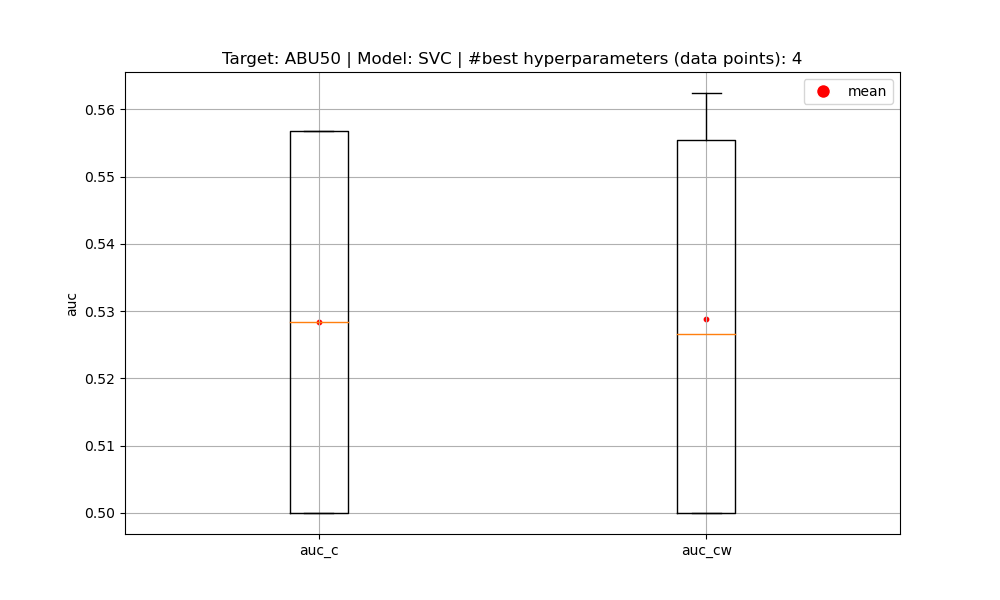 Target: ABU50 | Model: SVC | #best hyperparameters (data points): 4
mean
0.56
0.55
0.54
0.53
0.52
0.51
0.50
auc
auc_c
auc_cw